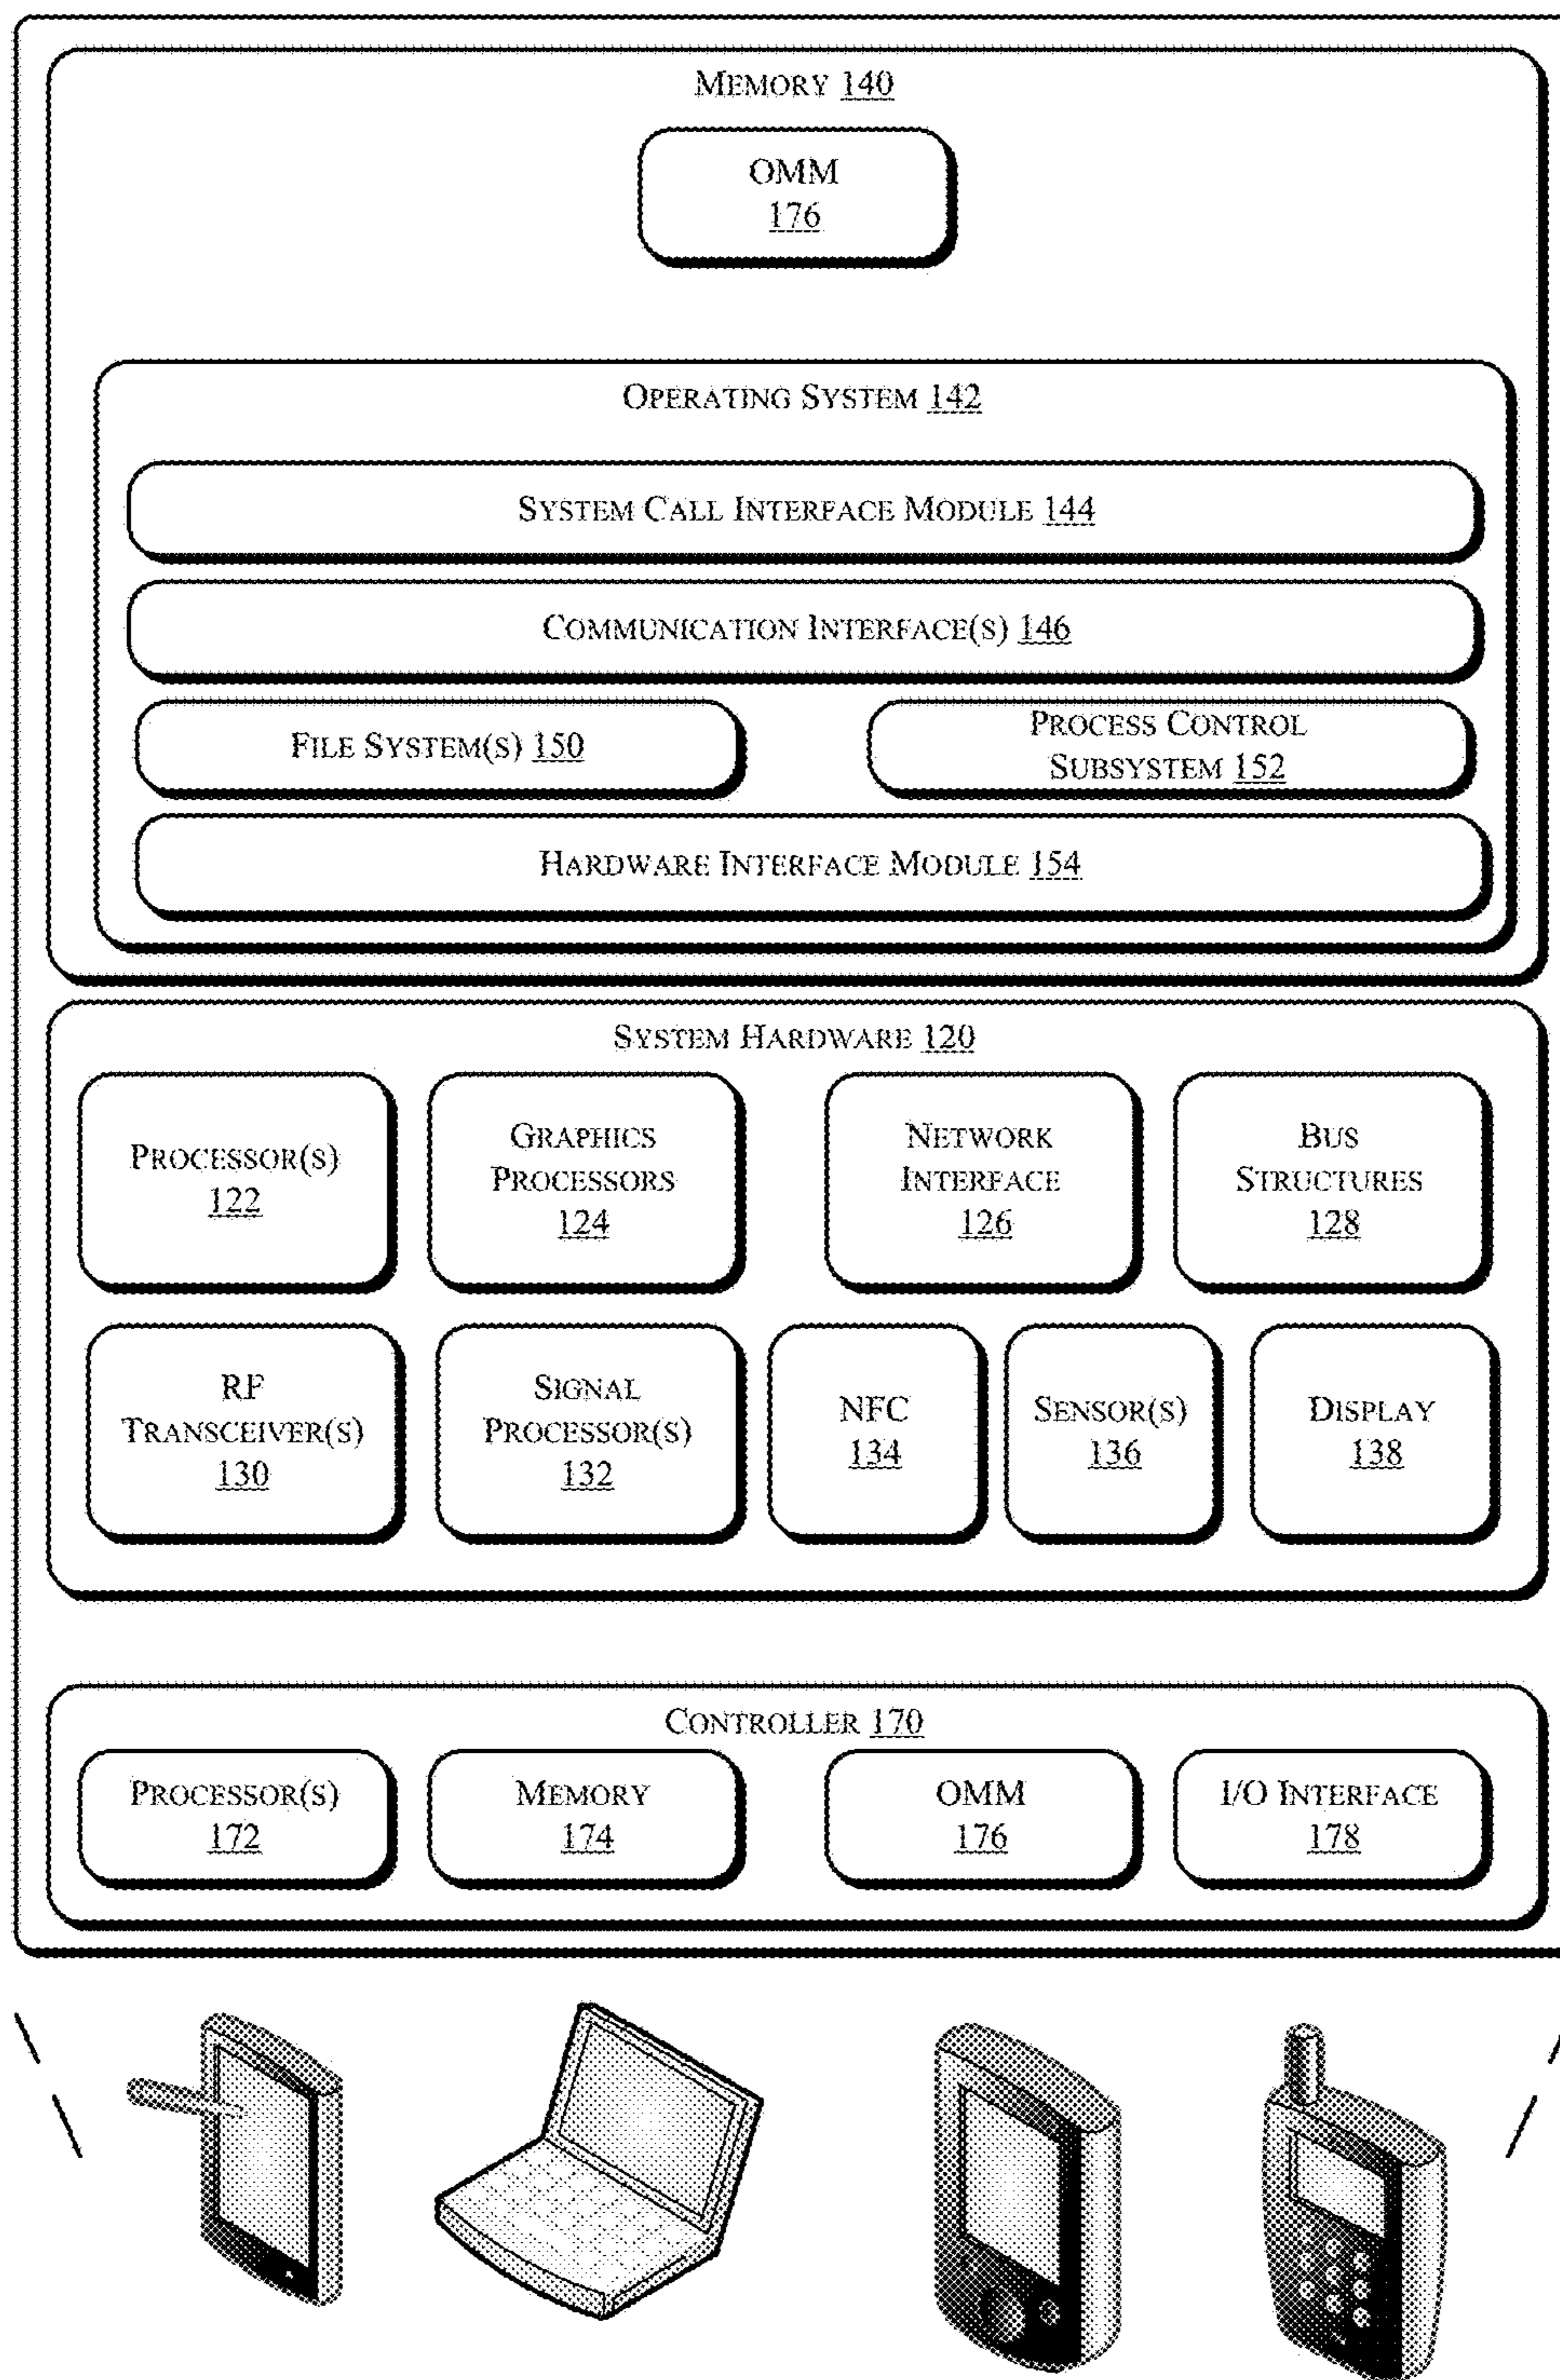 MEMORY 140
OMM
176
OPERATING SYSTEM 142
SYSTEM CALL INTERFACE MODULE 144
COMMUNICATION INTERFACE(S) 146
FILE SYSTEM(S) 150
PROCESS CONTROL
SUBSYSTEM 152
HARDWARE INTERFACE MODULE 154
SYSTEM HARDWARE 120
PROCESSOR(S)
122
GRAPHICS
PROCESSORS
124
NETWORK
INTERFACE
126
BUS
STRUCTURES
128
RF
TRANSCEIVER(S)
130
SIGNAL
PROCESSOR(S)
132
NFC
134
SENSOR(S)
136
DISPLAY
138
CONTROLLER 170
PROCESSOR(S)
172
MEMORY
174
OMM
176
I/O INTERFACE
178